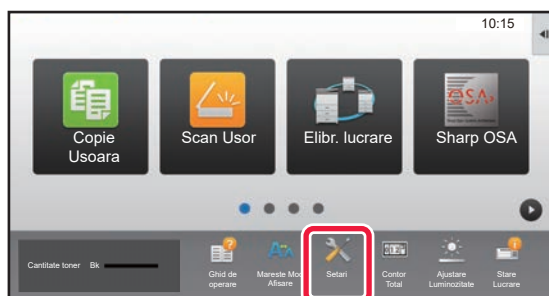 10:15
Copie
Usoara
Scan Usor
Elibr. lucrare
Sharp OSA
OSA
Cantitate toner Bk
Ghid de
operare
Mareste Mod
Afisare
Setari
Contor
Total
Ajustare
Luminozitate
Stare
Lucrare